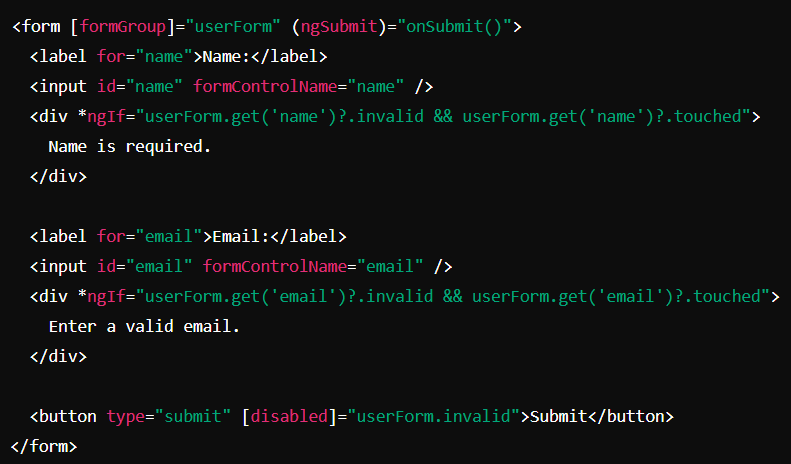 <form [formGroup]="userForm" (ngSubmit)="onSubmit()">
  <label for="name">Name:</label>
  <input id="name" formControlName="name" />
  <div *ngIf="userForm.get('name')?.invalid && userForm.get('name')?.touched">
    Name is required.
  </div>

  <label for="email">Email:</label>
  <input id="email" formControlName="email" />
  <div *ngIf="userForm.get('email')?.invalid && userForm.get('email')?.touched">
    Enter a valid email.
  </div>

  <button type="submit" [disabled]="userForm.invalid">Submit</button>
</form>